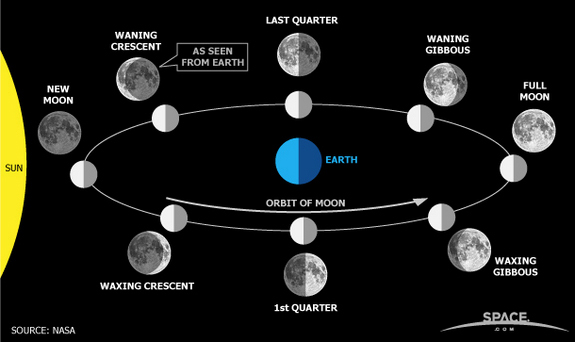 LAST QUARTER
WANING
CRESCENT
AS SEEN
FROM EARTH
WANING
GIBBOUS
NEW
MOON
FULL
MOON
SUN
EARTH
ORBIT OF MOON
WAXING CRESCENT
1st QUARTER
WAXING
GIBBOUS
SOURCE: NASA
SPACE.
.COM